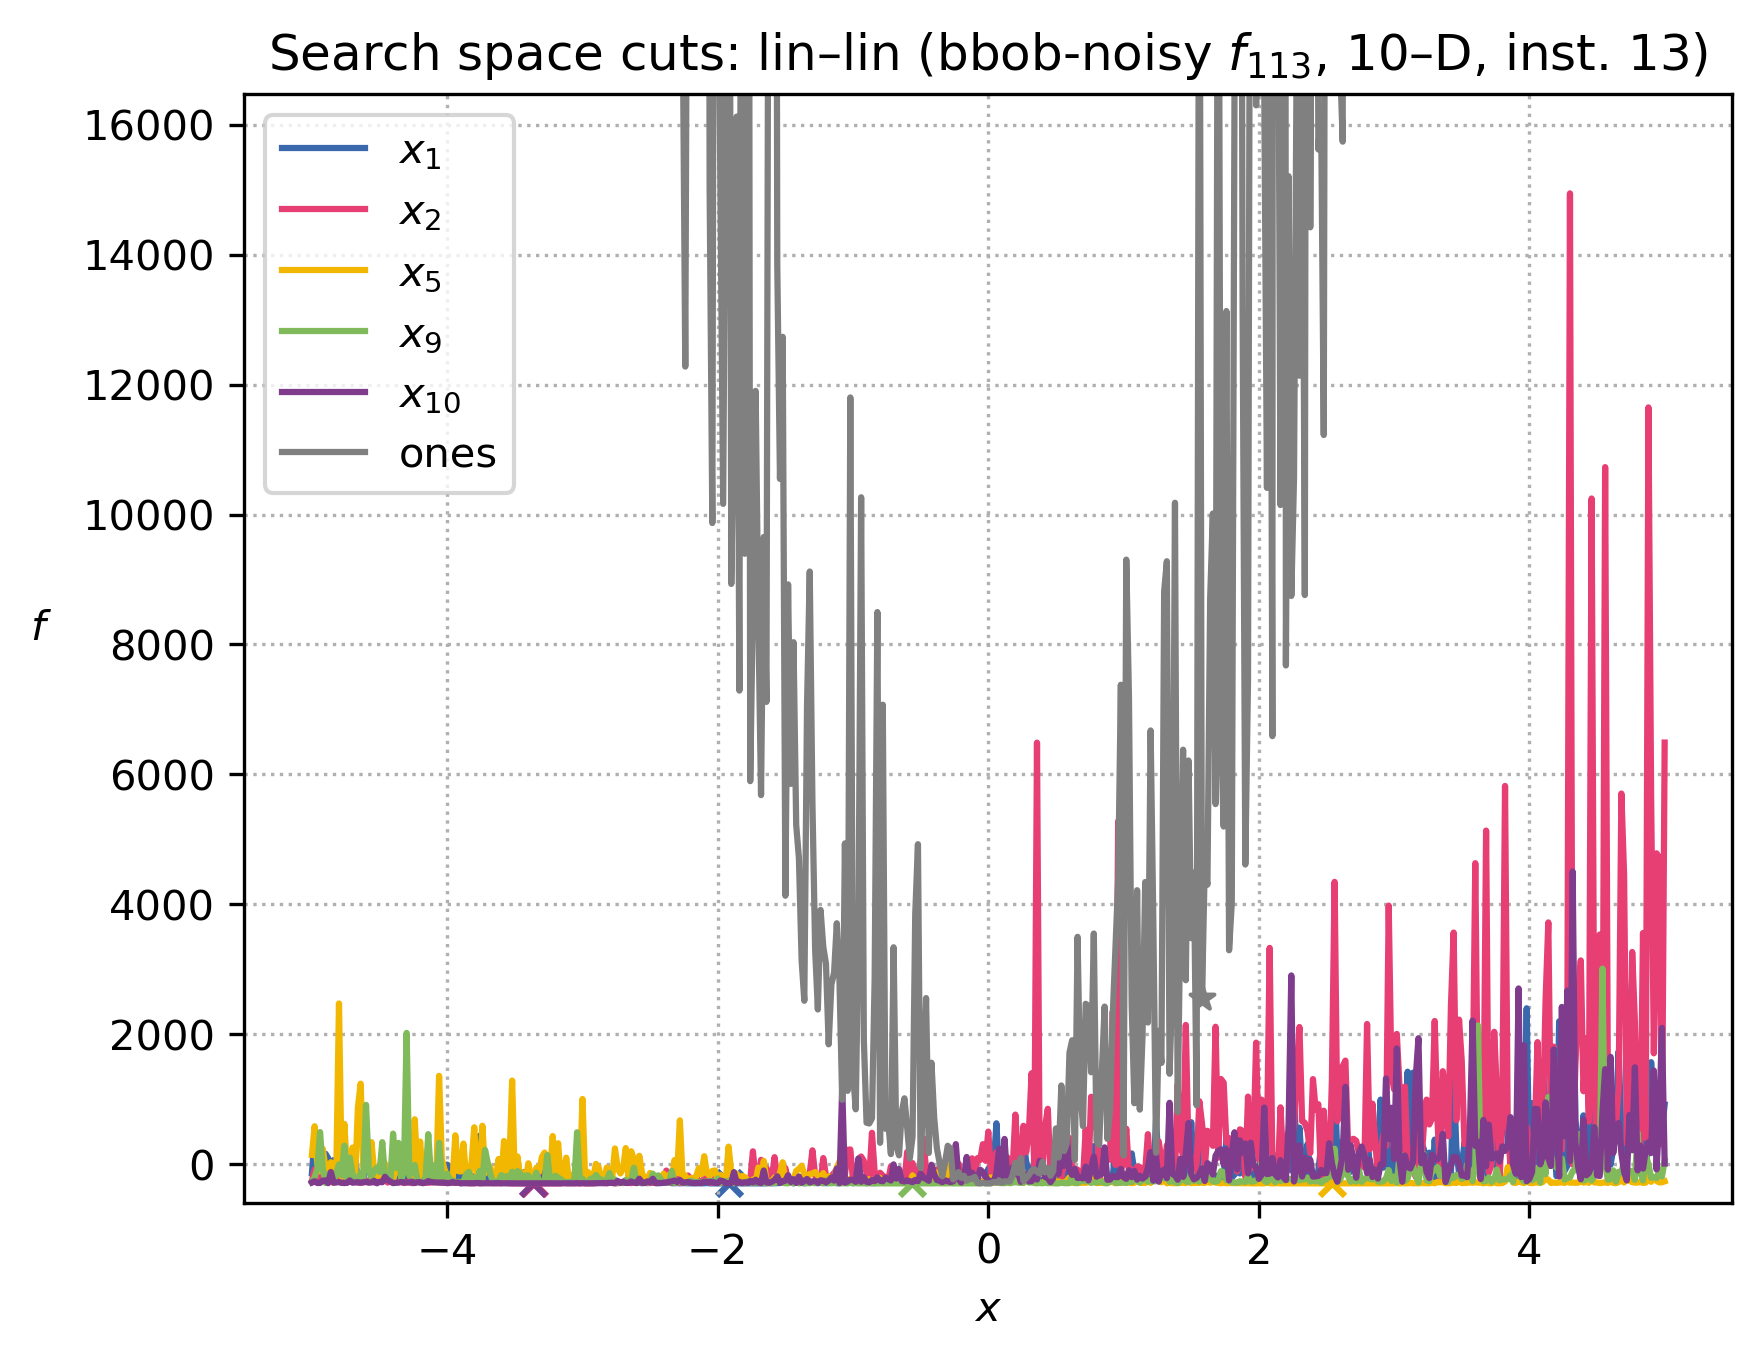 Search space cuts: lin–lin (bbob-noisy f₁₁₃, 10–D, inst. 13)
16000
14000
12000
10000
8000
6000
4000
2000
0
f
x₁
x₂
x₅
x₉
x₁₀
ones
−4
−2
0
2
4
x